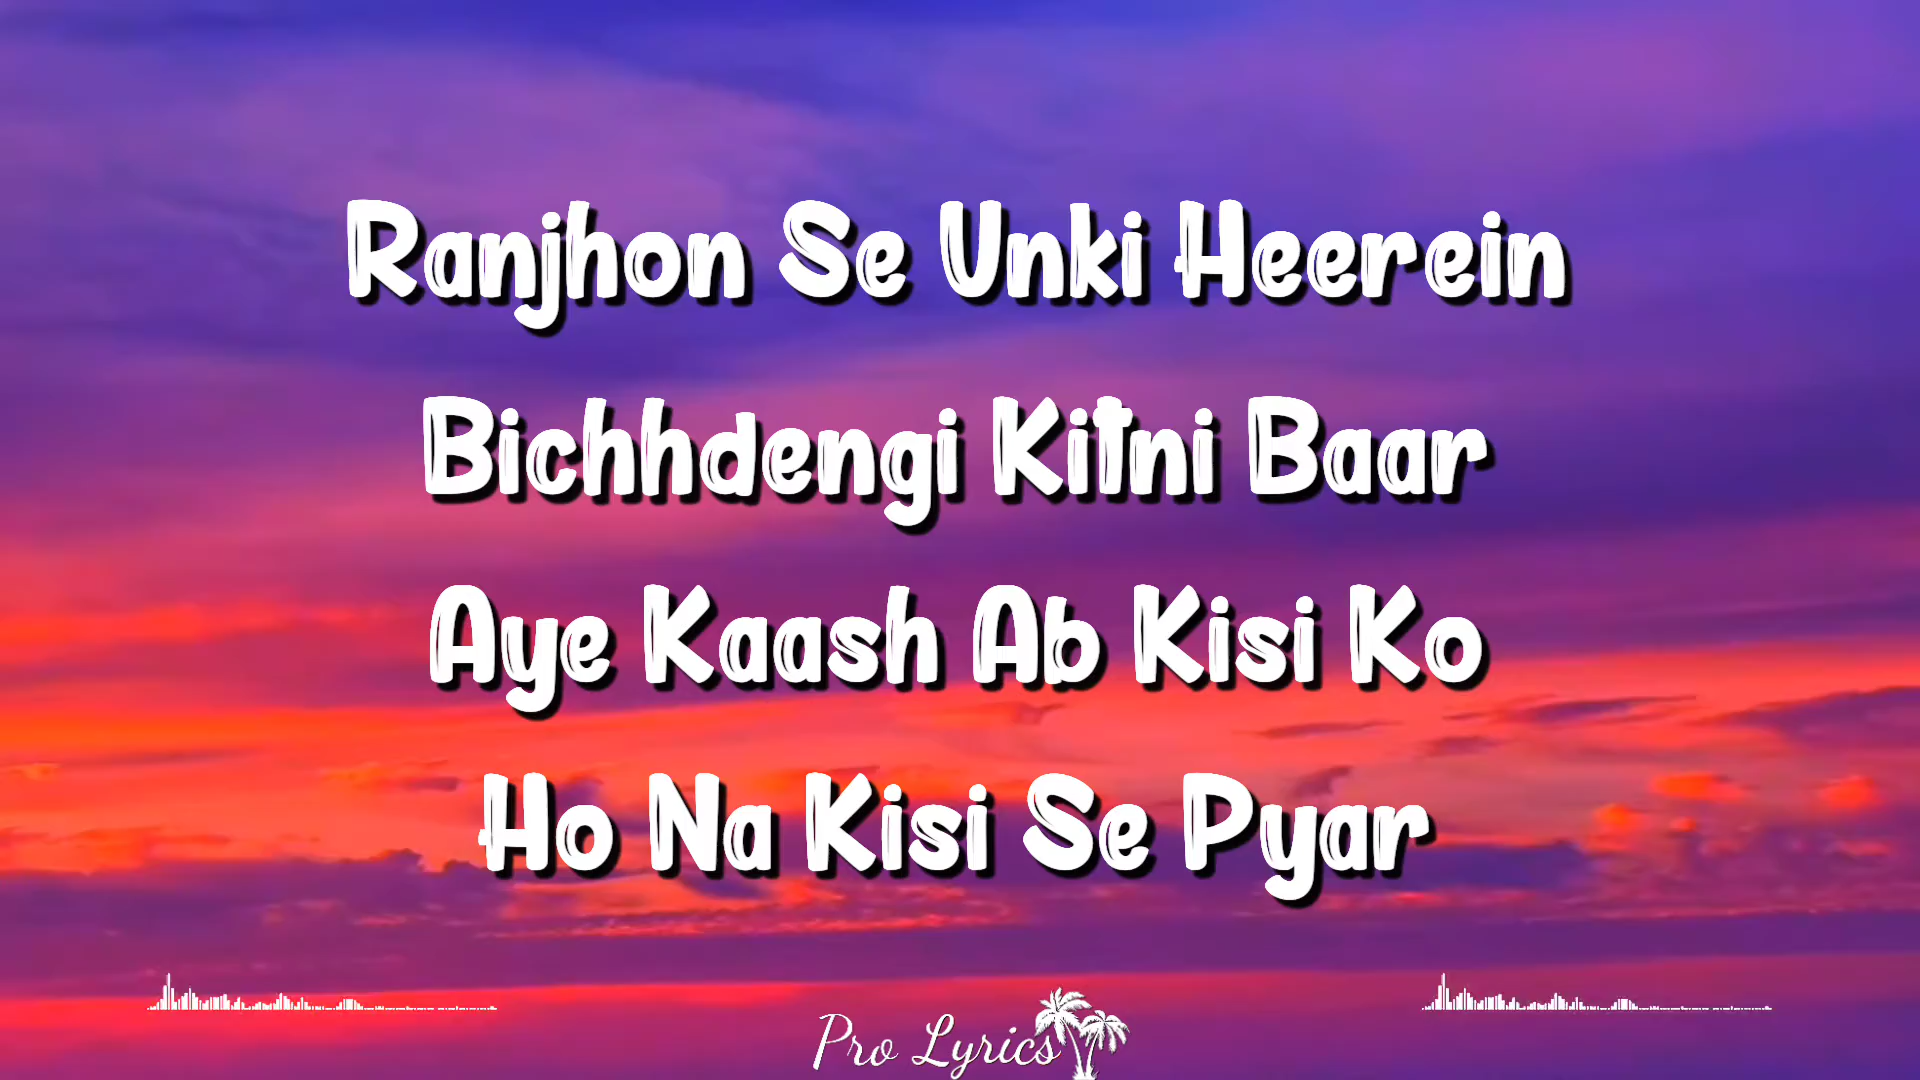 Ranjhon Se Unki Heerein
Bichhdengi Kitni Baar
Aye Kaash Ab Kisi Ko
Ho Na Kisi Se Pyar
Pro Lyrics